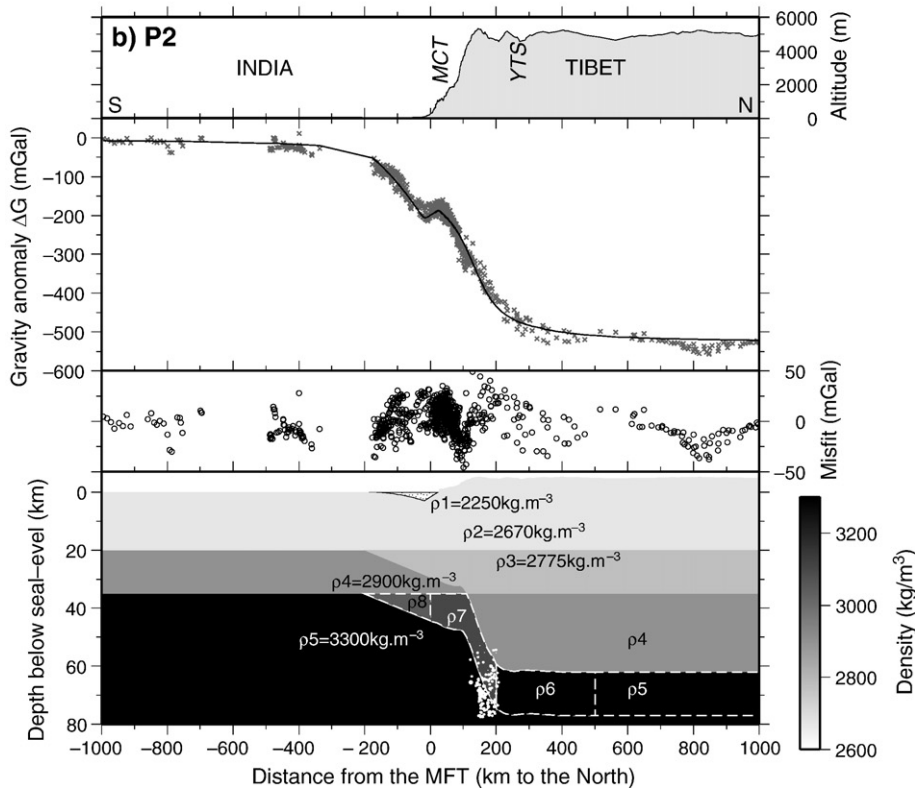 b) P2
INDIA
MCT
YTS
TIBET
S
N
6000
4000
2000
0
Altitude (m)
0
−100
−200
−300
−400
−500
−600
Gravity anomaly ΔG (mGal)
50
0
−50
Misfit (mGal)
0
20
40
60
80
Depth below seal–evel (km)
ρ1=2250kg.m−3
ρ2=2670kg.m−3
ρ3=2775kg.m−3
ρ4=2900kg.m−3
ρ8
ρ7
ρ5=3300kg.m−3
ρ4
ρ6
ρ5
3200
3000
2800
2600
Density (kg/m3)
−1000 −800 −600 −400 −200 0 200 400 600 800 1000
Distance from the MFT (km to the North)